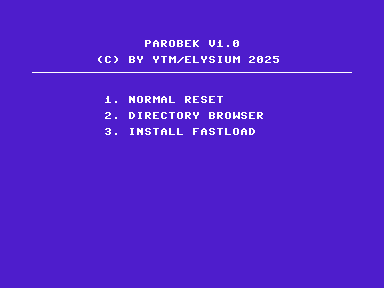 PAROBEK V1.0
(C) BY YTM/ELYSIUM 2025
1. NORMAL RESET
2. DIRECTORY BROWSER
3. INSTALL FASTLOAD